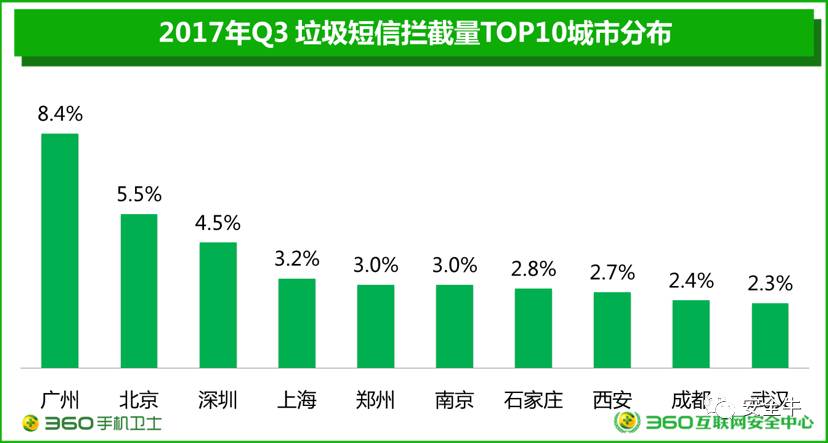 2017年Q3 垃圾短信拦截量TOP10城市分布
8.4%
5.5%
4.5%
3.2%
3.0%
3.0%
2.8%
2.7%
2.4%
2.3%
广州 北京 深圳 上海 郑州 南京 石家庄 西安 成都 武汉
360手机卫士
360互联网安全中心
安全牛